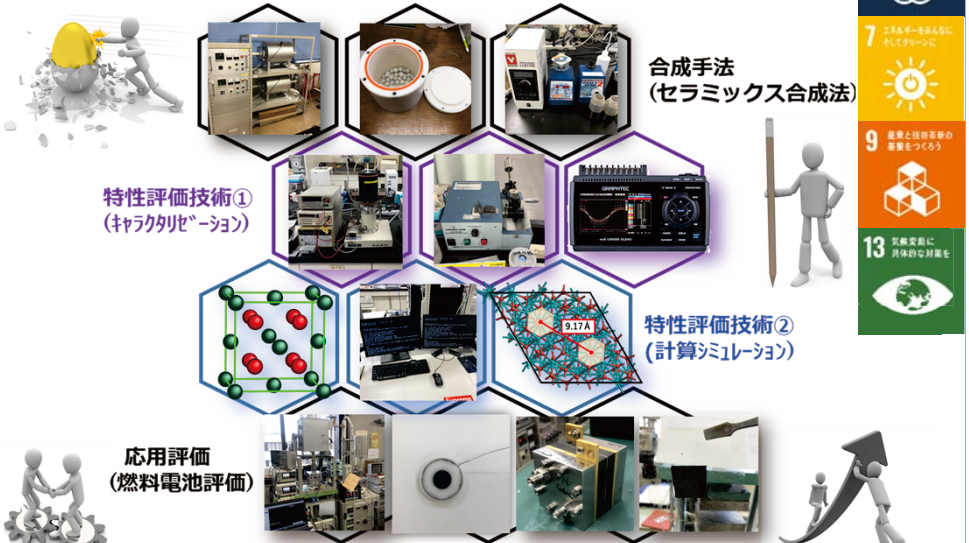 合成手法
(セラミックス合成法)
7 エネルギーをみんなに
そしてクリーンに
9 産業と技術革新の
基盤をつくろう
特性評価技術①
(ｷｬﾗｸﾀﾘｾﾞｰｼｮﾝ)
GRAPHTEC
13 気候変動に
具体的な対策を
9.17Å
特性評価技術②
(計算ｼﾐｭﾚｰｼｮﾝ)
応用評価
(燃料電池評価)